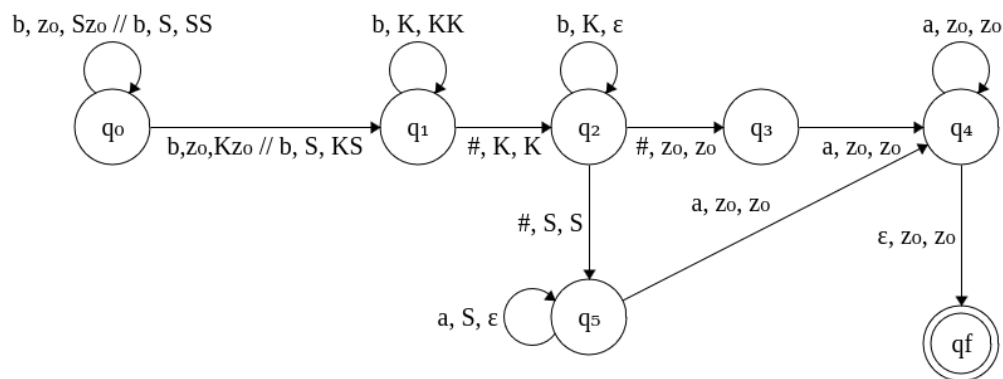 b, z₀, Sz₀ // b, S, SS
b, K, KK
b, K, ε
a, z₀, z₀
q₀
q₁
q₂
q₃
q₄
b,z₀,Kz₀ // b, S, KS
#, K, K
#, z₀, z₀
a, z₀, z₀
a, z₀, z₀
#, S, S
ε, z₀, z₀
a, S, ε
q₅
qf